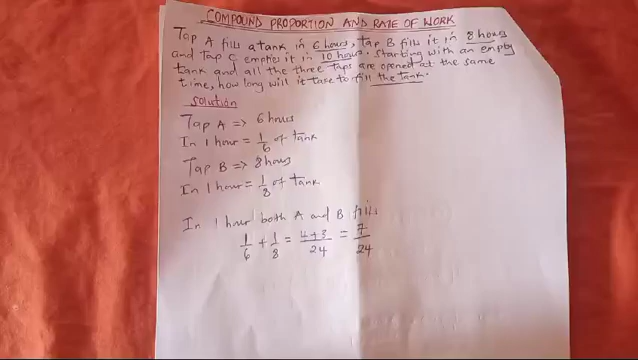 COMPOUND PROPORTION AND RATE OF WORK
Tap A fills a tank in 6 hours, Tap B fills it in 8 hours
and Tap C empties it in 10 hours. Starting with an empty
tank and all the three taps are opened at the same
time, how long will it take to fill the tank.
Solution
Tap A => 6 hours
In 1 hour = 1/6 of tank
Tap B => 8 hours
In 1 hour = 1/8 of tank
In 1 hour both A and B fills
1/6 + 1/8 = 4+3/24 = 7/24